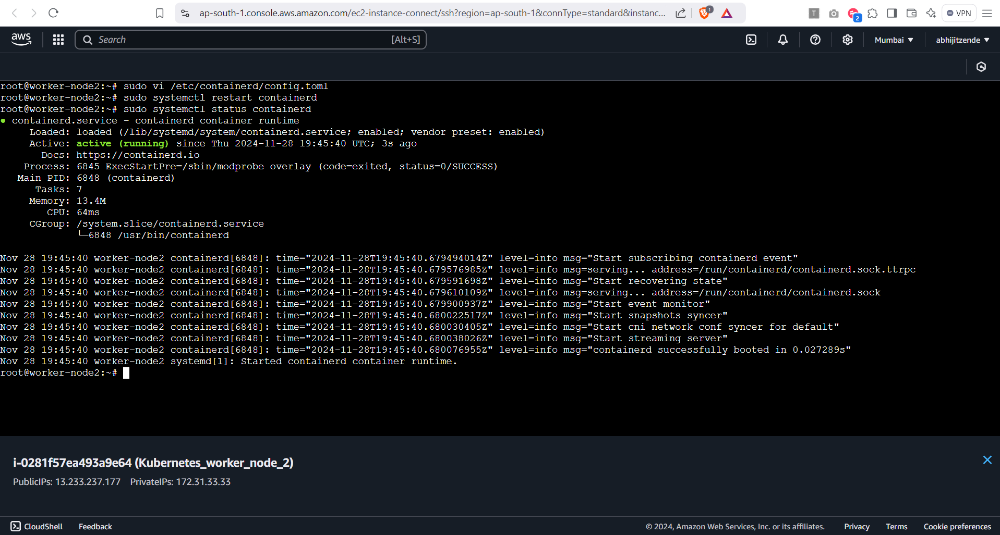 ap-south-1.console.aws.amazon.com/ec2-instance-connect/ssh?region=ap-south-1&connType=standard&instanc...
1
T
2
VPN
aws
Search
[Alt+S]
Mumbai
abhijitzende
root@worker-node2:~# sudo vi /etc/containerd/config.toml
root@worker-node2:~# sudo systemctl restart containerd
root@worker-node2:~# sudo systemctl status containerd
● containerd.service - containerd container runtime
Loaded: loaded (/lib/systemd/system/containerd.service; enabled; vendor preset: enabled)
Active: active (running) since Thu 2024-11-28 19:45:40 UTC; 3s ago
Docs: https://containerd.io
Process: 6845 ExecStartPre=/sbin/modprobe overlay (code=exited, status=0/SUCCESS)
Main PID: 6848 (containerd)
Tasks: 7
Memory: 13.4M
CPU: 64ms
CGroup: /system.slice/containerd.service
└─6848 /usr/bin/containerd
Nov 28 19:45:40 worker-node2 containerd[6848]: time="2024-11-28T19:45:40.679494014Z" level=info msg="Start subscribing containerd event"
Nov 28 19:45:40 worker-node2 containerd[6848]: time="2024-11-28T19:45:40.679576985Z" level=info msg=serving... address=/run/containerd/containerd.sock.ttrpc
Nov 28 19:45:40 worker-node2 containerd[6848]: time="2024-11-28T19:45:40.679591698Z" level=info msg="Start recovering state"
Nov 28 19:45:40 worker-node2 containerd[6848]: time="2024-11-28T19:45:40.679610109Z" level=info msg=serving... address=/run/containerd/containerd.sock
Nov 28 19:45:40 worker-node2 containerd[6848]: time="2024-11-28T19:45:40.679900937Z" level=info msg="Start event monitor"
Nov 28 19:45:40 worker-node2 containerd[6848]: time="2024-11-28T19:45:40.680022517Z" level=info msg="Start snapshots syncer"
Nov 28 19:45:40 worker-node2 containerd[6848]: time="2024-11-28T19:45:40.680030405Z" level=info msg="Start cni network conf syncer for default"
Nov 28 19:45:40 worker-node2 containerd[6848]: time="2024-11-28T19:45:40.680038026Z" level=info msg="Start streaming server"
Nov 28 19:45:40 worker-node2 containerd[6848]: time="2024-11-28T19:45:40.680076955Z" level=info msg="containerd successfully booted in 0.027289s"
Nov 28 19:45:40 worker-node2 systemd[1]: Started containerd container runtime.
root@worker-node2:~#
i-0281f57ea493a9e64 (Kubernetes_worker_node_2)
PublicIPs: 13.233.237.177 PrivateIPs: 172.31.33.33
CloudShell
Feedback
© 2024, Amazon Web Services, Inc. or its affiliates.
Privacy
Terms
Cookie preferences